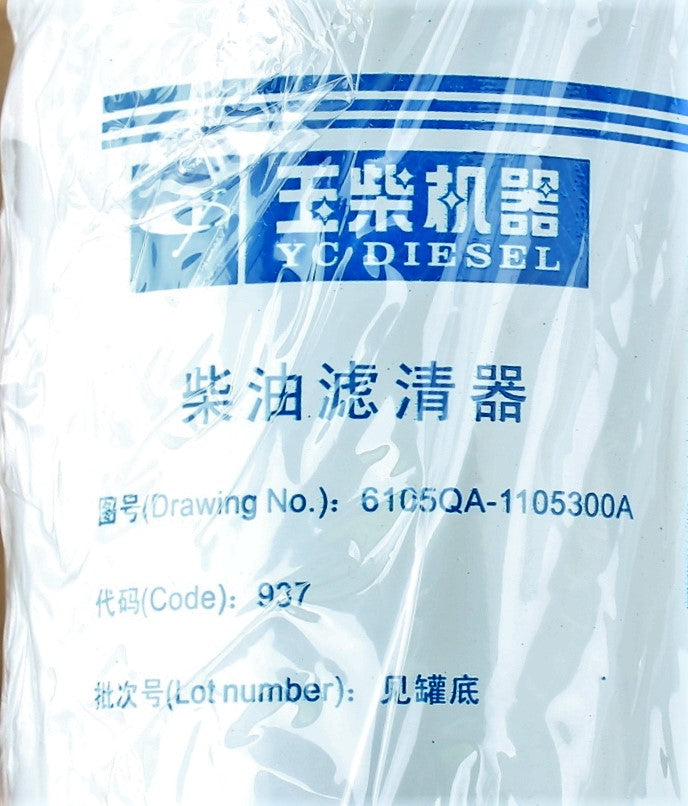 玉柴机器
YC DIESEL
柴油滤清器
图号(Drawing No.)：6105QA-1105300A
代码(Code)：937
批次号(Lot number)：见罐底